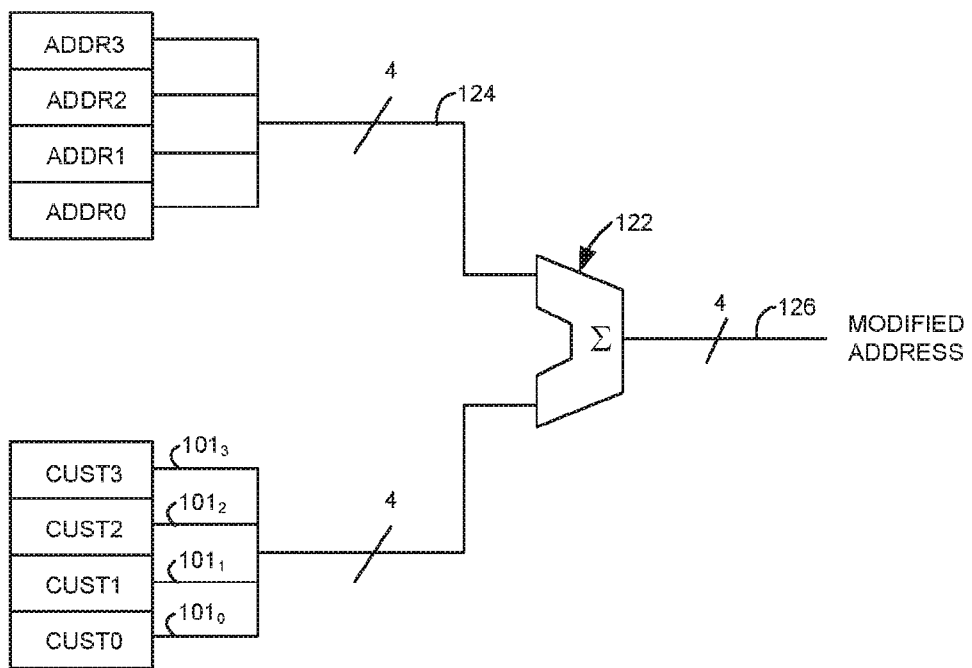 ADDR3
ADDR2
ADDR1
ADDR0
4
124
122
Σ
4
126
MODIFIED
ADDRESS
CUST3
101₃
CUST2
101₂
CUST1
101₁
CUST0
101₀
4